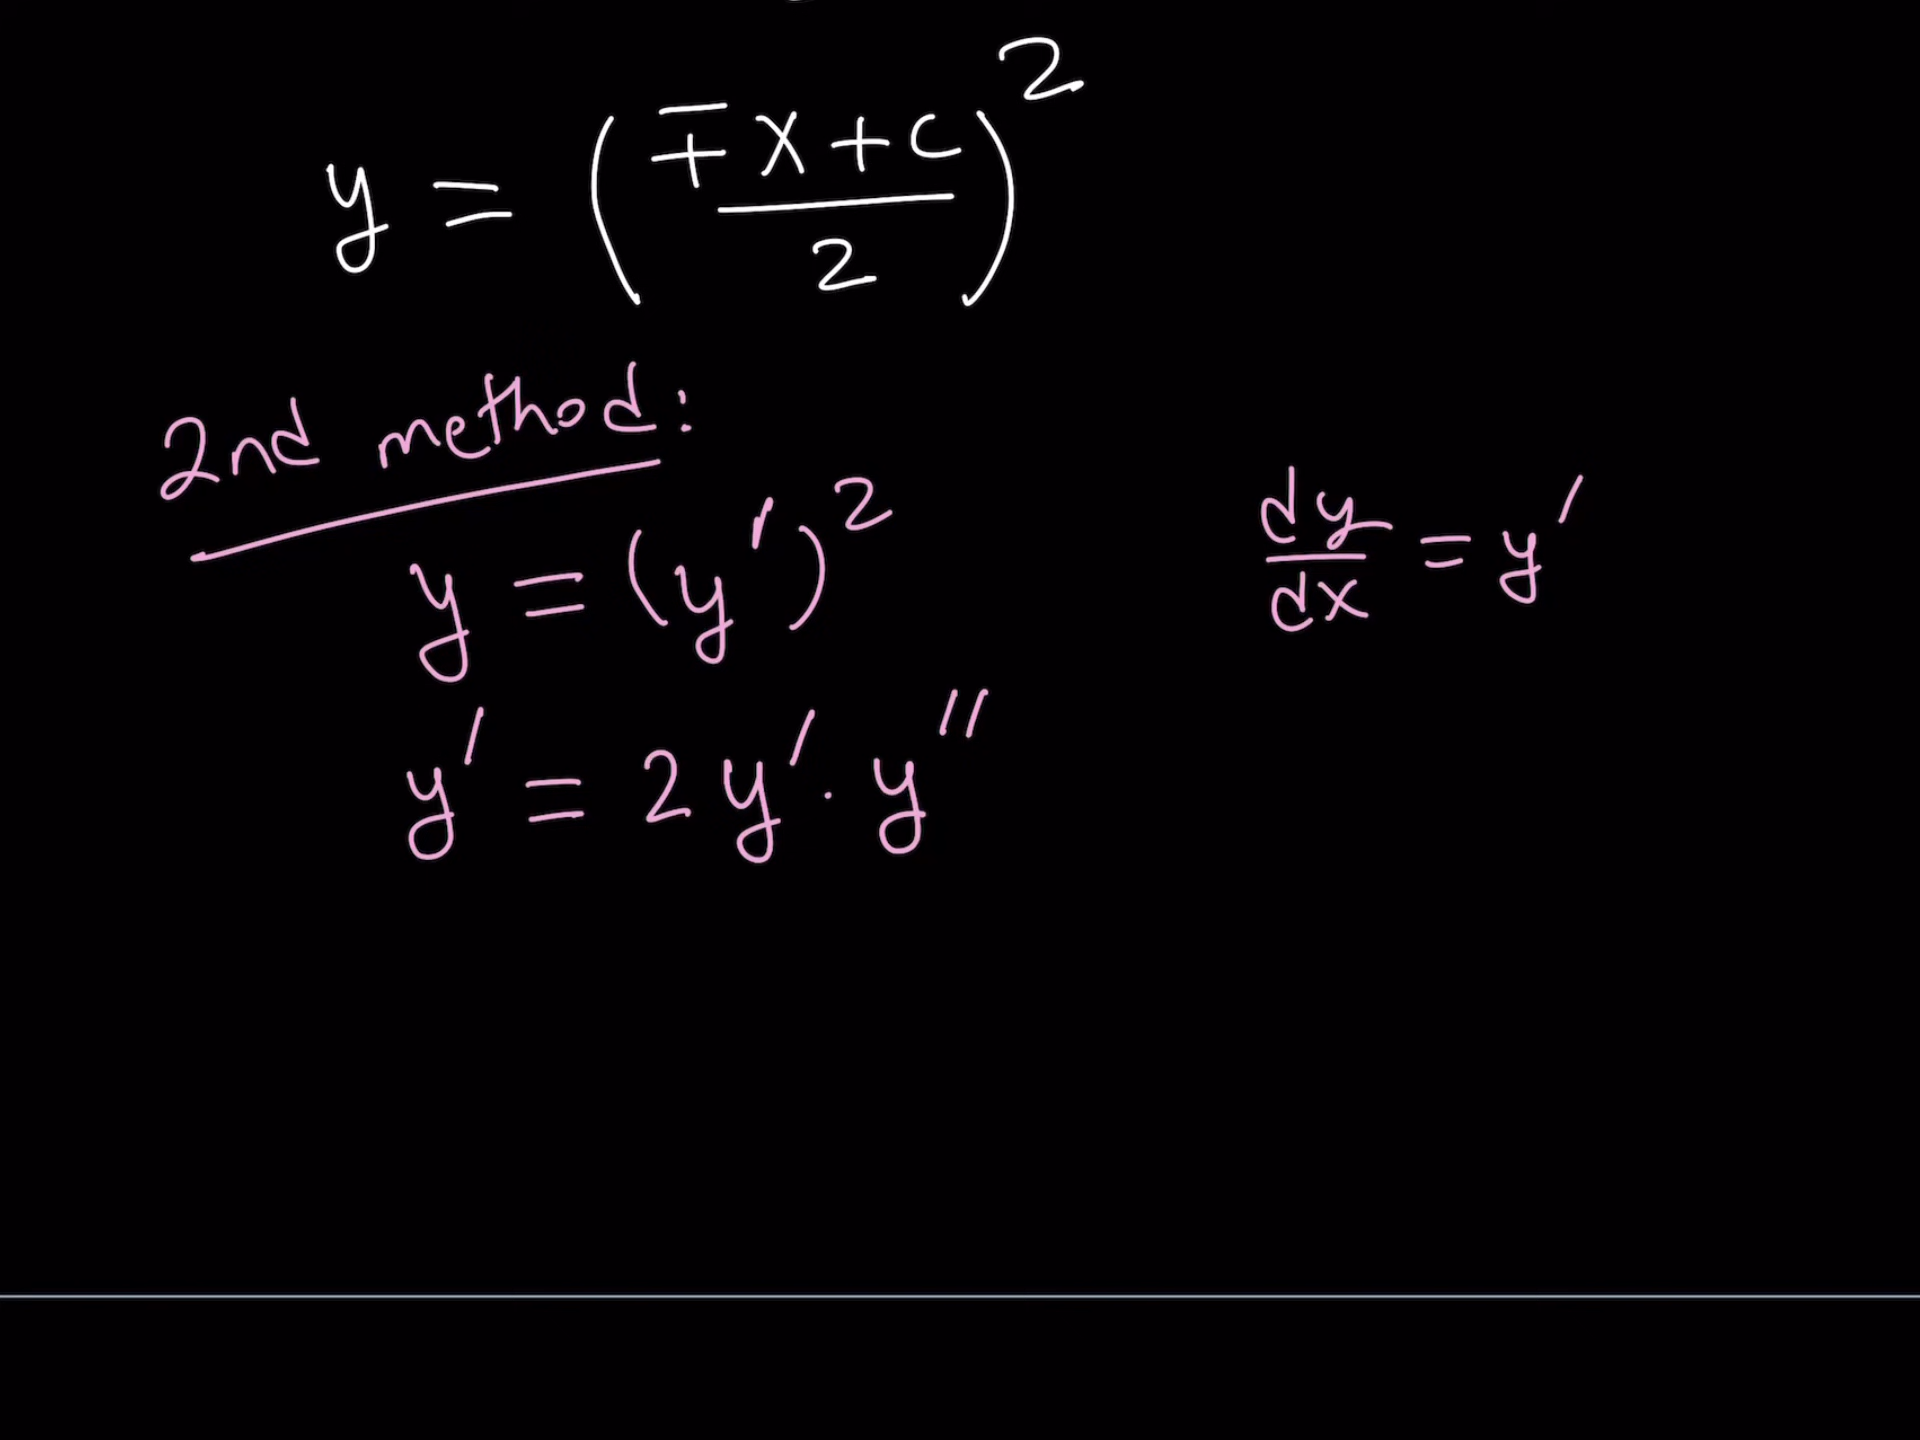 y = (∓x+c/2)²
2nd method:
y = (y')²
dy/dx = y'
y' = 2y'·y''